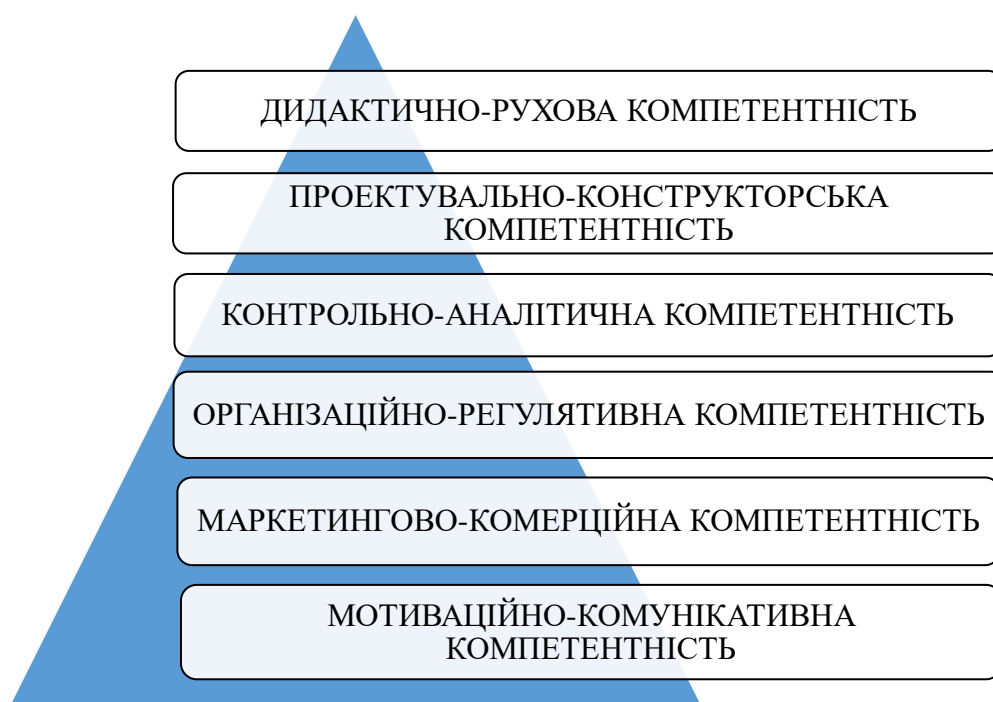 ДИДАКТИЧНО-РУХОВА КОМПЕТЕНТНІСТЬ
ПРОЕКТУВАЛЬНО-КОНСТРУКТОРСЬКА
КОМПЕТЕНТНІСТЬ
КОНТРОЛЬНО-АНАЛІТИЧНА КОМПЕТЕНТНІСТЬ
ОРГАНІЗАЦІЙНО-РЕГУЛЯТИВНА КОМПЕТЕНТНІСТЬ
МАРКЕТИНГОВО-КОМЕРЦІЙНА КОМПЕТЕНТНІСТЬ
МОТИВАЦІЙНО-КОМУНІКАТИВНА
КОМПЕТЕНТНІСТЬ